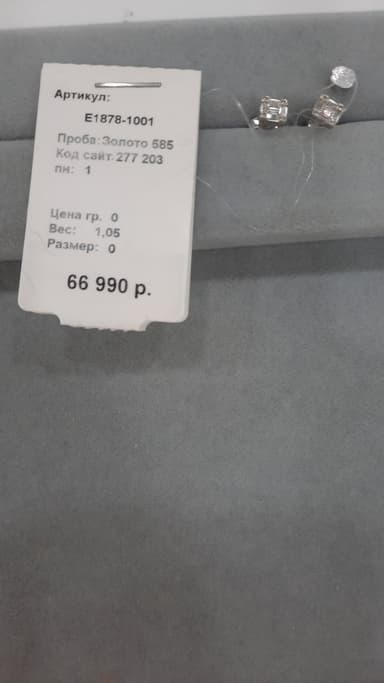 Артикул:
E1878-1001
Проба: Золото 585
Код сайт. 277 203
пн: 1
Цена гр. 0
Вес: 1,05
Размер: 0
66 990 р.